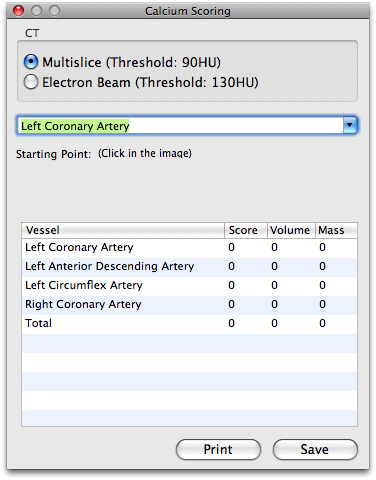 Calcium Scoring
CT
Multislice (Threshold: 90HU)
Electron Beam (Threshold: 130HU)
Left Coronary Artery
Starting Point: (Click in the image)
Vessel Score Volume Mass
Left Coronary Artery 0 0 0
Left Anterior Descending Artery 0 0 0
Left Circumflex Artery 0 0 0
Right Coronary Artery 0 0 0
Total 0 0 0
Print Save